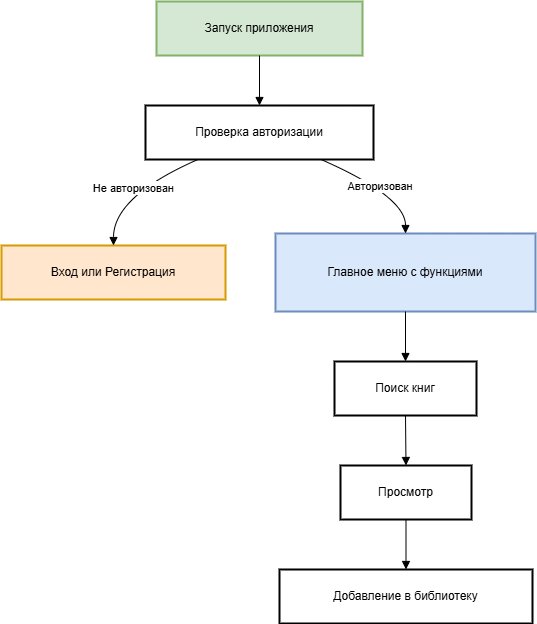 Запуск приложения
Проверка авторизации
Не авторизован
Авторизован
Вход или Регистрация
Главное меню с функциями
Поиск книг
Просмотр
Добавление в библиотеку